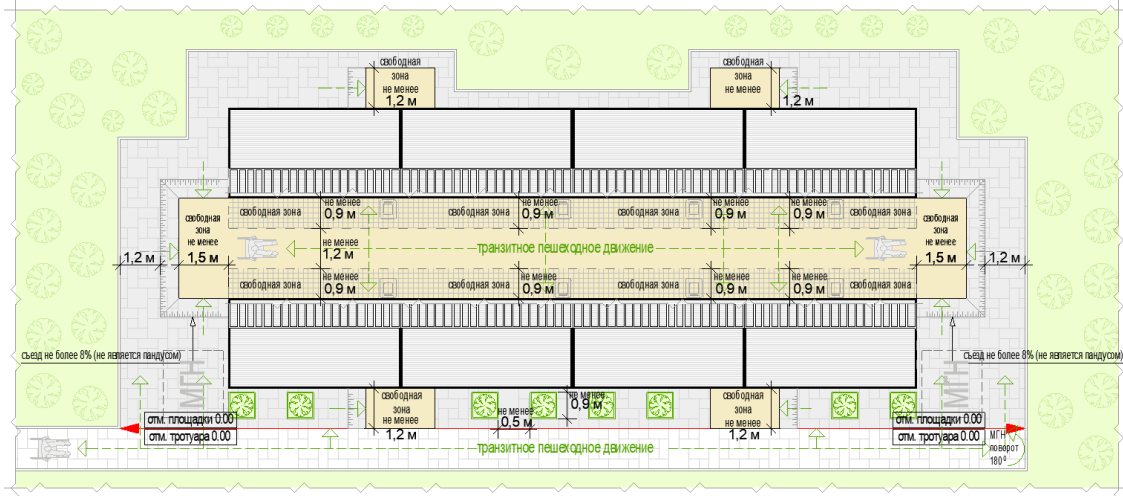 свободная
зона
не менее
1,2 м
свободная
зона
не менее
1,2 м
не менее
0,9 м
не менее
0,9 м
не менее
0,9 м
не менее
0,9 м
свободная зона
свободная зона
свободная зона
свободная зона
свободная
зона
не менее
1,5 м
1,2 м
не менее
1,2 м
транзитное пешеходное движение
свободная
зона
не менее
1,5 м
1,2 м
не менее
0,9 м
не менее
0,9 м
не менее
0,9 м
не менее
0,9 м
свободная зона
свободная зона
свободная зона
свободная зона
съезд не более 8% (не является пандусом)
съезд не более 8% (не является пандусом)
МГН
МГН
свободная
зона
не менее
1,2 м
не менее
0,9 м
не менее
0,5 м
свободная
зона
не менее
1,2 м
отм. площадки 0.00
отм. тротуара 0.00
отм. площадки 0.00
отм. тротуара 0.00
транзитное пешеходное движение
МГН
поворот
180°